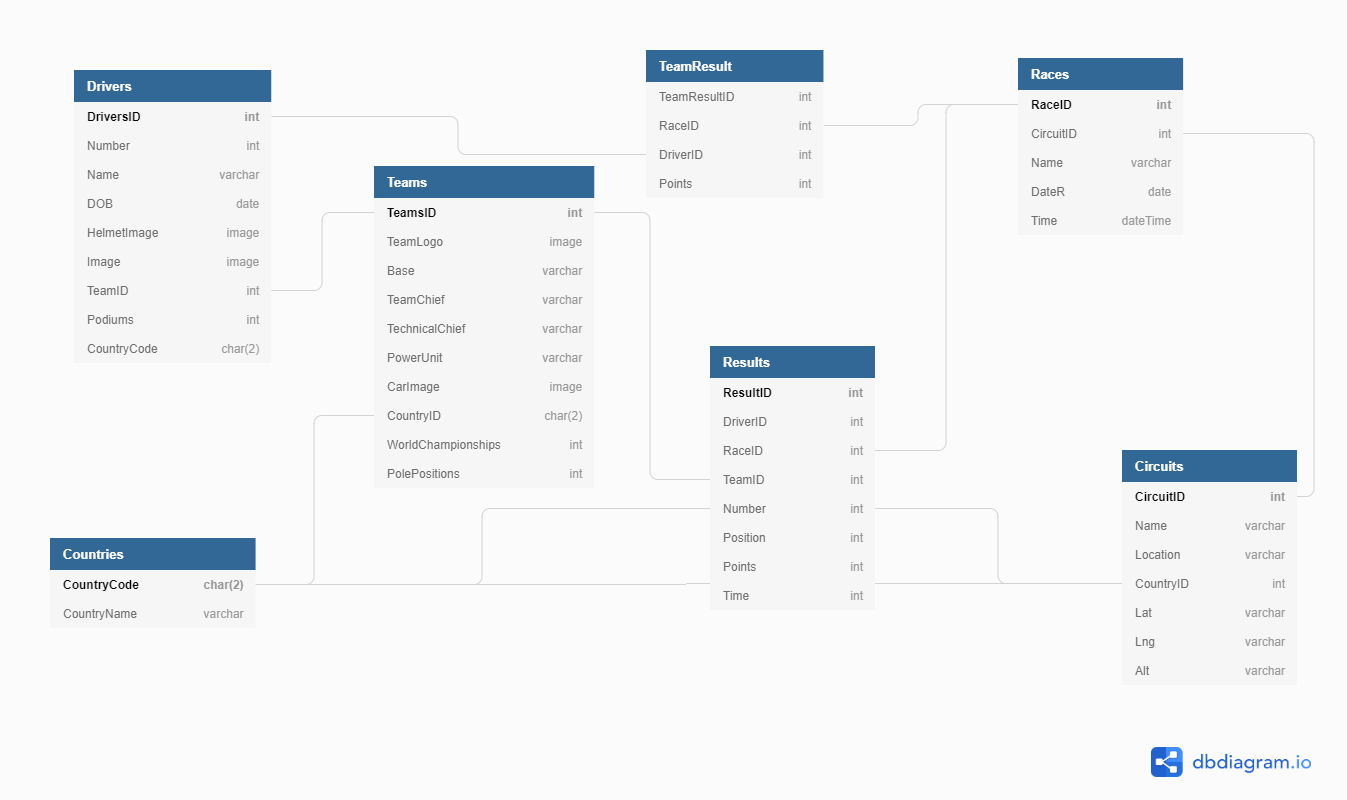 Drivers
DriversID int
Number int
Name varchar
DOB date
HelmetImage image
Image image
TeamID int
Podiums int
CountryCode char(2)
Teams
TeamsID int
TeamLogo image
Base varchar
TeamChief varchar
TechnicalChief varchar
PowerUnit varchar
CarImage image
CountryID char(2)
WorldChampionships int
PolePositions int
TeamResult
TeamResultID int
RaceID int
DriverID int
Points int
Races
RaceID int
CircuitID int
Name varchar
DateR date
Time dateTime
Results
ResultID int
DriverID int
RaceID int
TeamID int
Number int
Position int
Points int
Time int
Circuits
CircuitID int
Name varchar
Location varchar
CountryID int
Lat varchar
Lng varchar
Alt varchar
Countries
CountryCode char(2)
CountryName varchar
dbdiagram.io